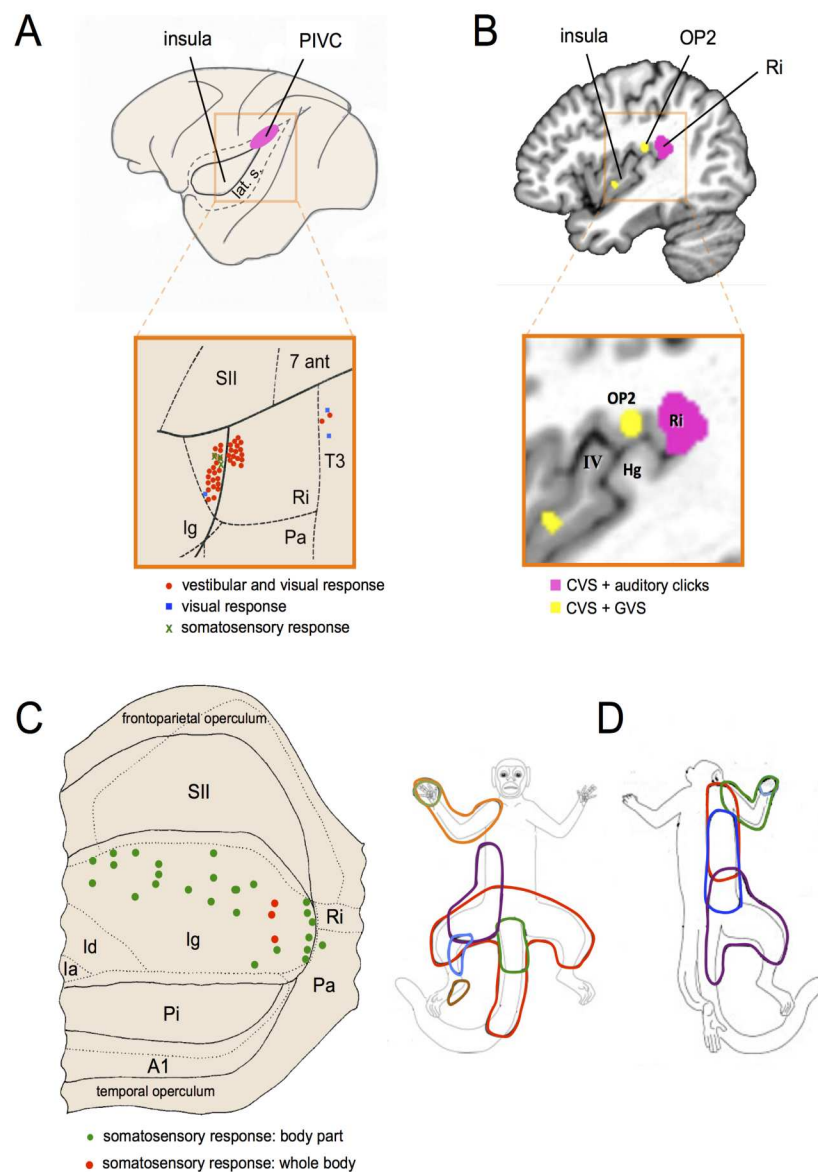 A
insula
PIVC
lat. s.
SII
7 ant
T3
Ri
Ig
Pa
vestibular and visual response
visual response
x somatosensory response
B
insula
OP2
Ri
OP2
Ri
IV
Hg
CVS + auditory clicks
CVS + GVS
C
frontoparietal operculum
SII
Ri
Id
Ig
Ia
Pa
Pi
A1
temporal operculum
somatosensory response: body part
somatosensory response: whole body
D